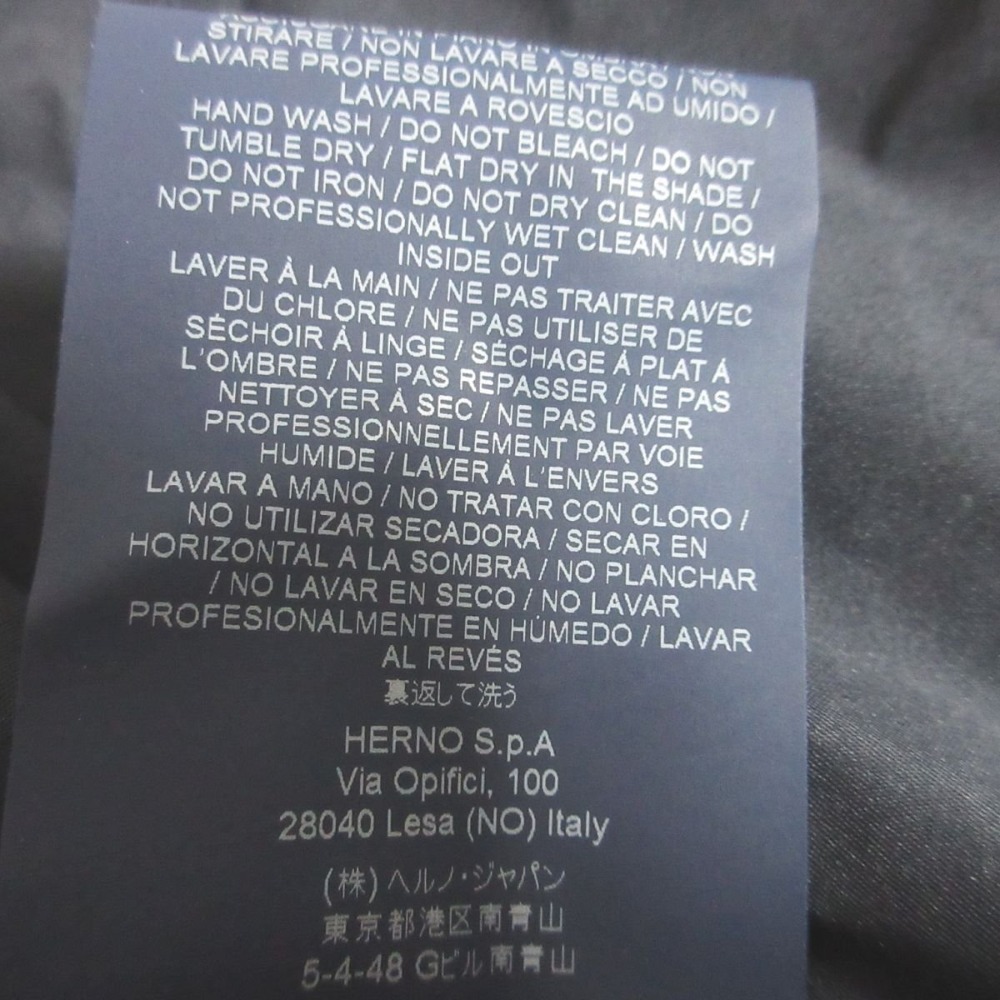 STIRARE / NON LAVARE A SECCO / NON
LAVARE PROFESSIONALMENTE AD UMIDO /
LAVARE A ROVESCIO
HAND WASH / DO NOT BLEACH / DO NOT
TUMBLE DRY / FLAT DRY IN THE SHADE /
DO NOT IRON / DO NOT DRY CLEAN / DO
NOT PROFESSIONALLY WET CLEAN / WASH
INSIDE OUT
LAVER À LA MAIN / NE PAS TRAITER AVEC
DU CHLORE / NE PAS UTILISER DE
SÉCHOIR À LINGE / SÉCHAGE À PLAT À
L'OMBRE / NE PAS REPASSER / NE PAS
NETTOYER À SEC / NE PAS LAVER
PROFESSIONNELLEMENT PAR VOIE
HUMIDE / LAVER À L'ENVERS
LAVAR A MANO / NO TRATAR CON CLORO /
NO UTILIZAR SECADORA / SECAR EN
HORIZONTAL A LA SOMBRA / NO PLANCHAR
/ NO LAVAR EN SECO / NO LAVAR
PROFESIONALMENTE EN HÚMEDO / LAVAR
AL REVÉS
裏返して洗う
HERNO S.p.A
Via Opifici, 100
28040 Lesa (NO) Italy
(株)ヘルノ・ジャパン
東京都港区南青山
5-4-48 Gビル南青山